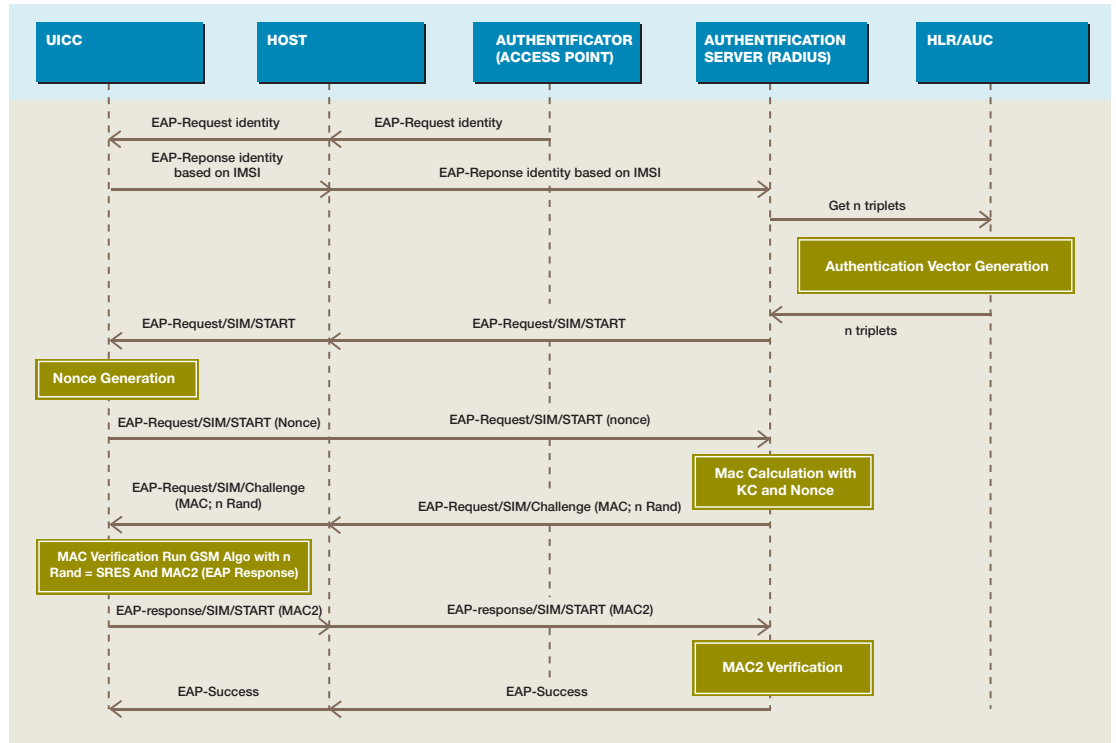 UICC
HOST
AUTHENTIFICATOR
(ACCESS POINT)
AUTHENTIFICATION
SERVER (RADIUS)
HLR/AUC
EAP-Request identity
EAP-Request identity
EAP-Reponse identity
based on IMSI
EAP-Reponse identity based on IMSI
Get n triplets
Authentication Vector Generation
EAP-Request/SIM/START
EAP-Request/SIM/START
n triplets
Nonce Generation
EAP-Request/SIM/START (Nonce)
EAP-Request/SIM/START (nonce)
Mac Calculation with
KC and Nonce
EAP-Request/SIM/Challenge
(MAC; n Rand)
EAP-Request/SIM/Challenge (MAC; n Rand)
MAC Verification Run GSM Algo with n
Rand = SRES And MAC2 (EAP Response)
EAP-response/SIM/START (MAC2)
EAP-response/SIM/START (MAC2)
MAC2 Verification
EAP-Success
EAP-Success